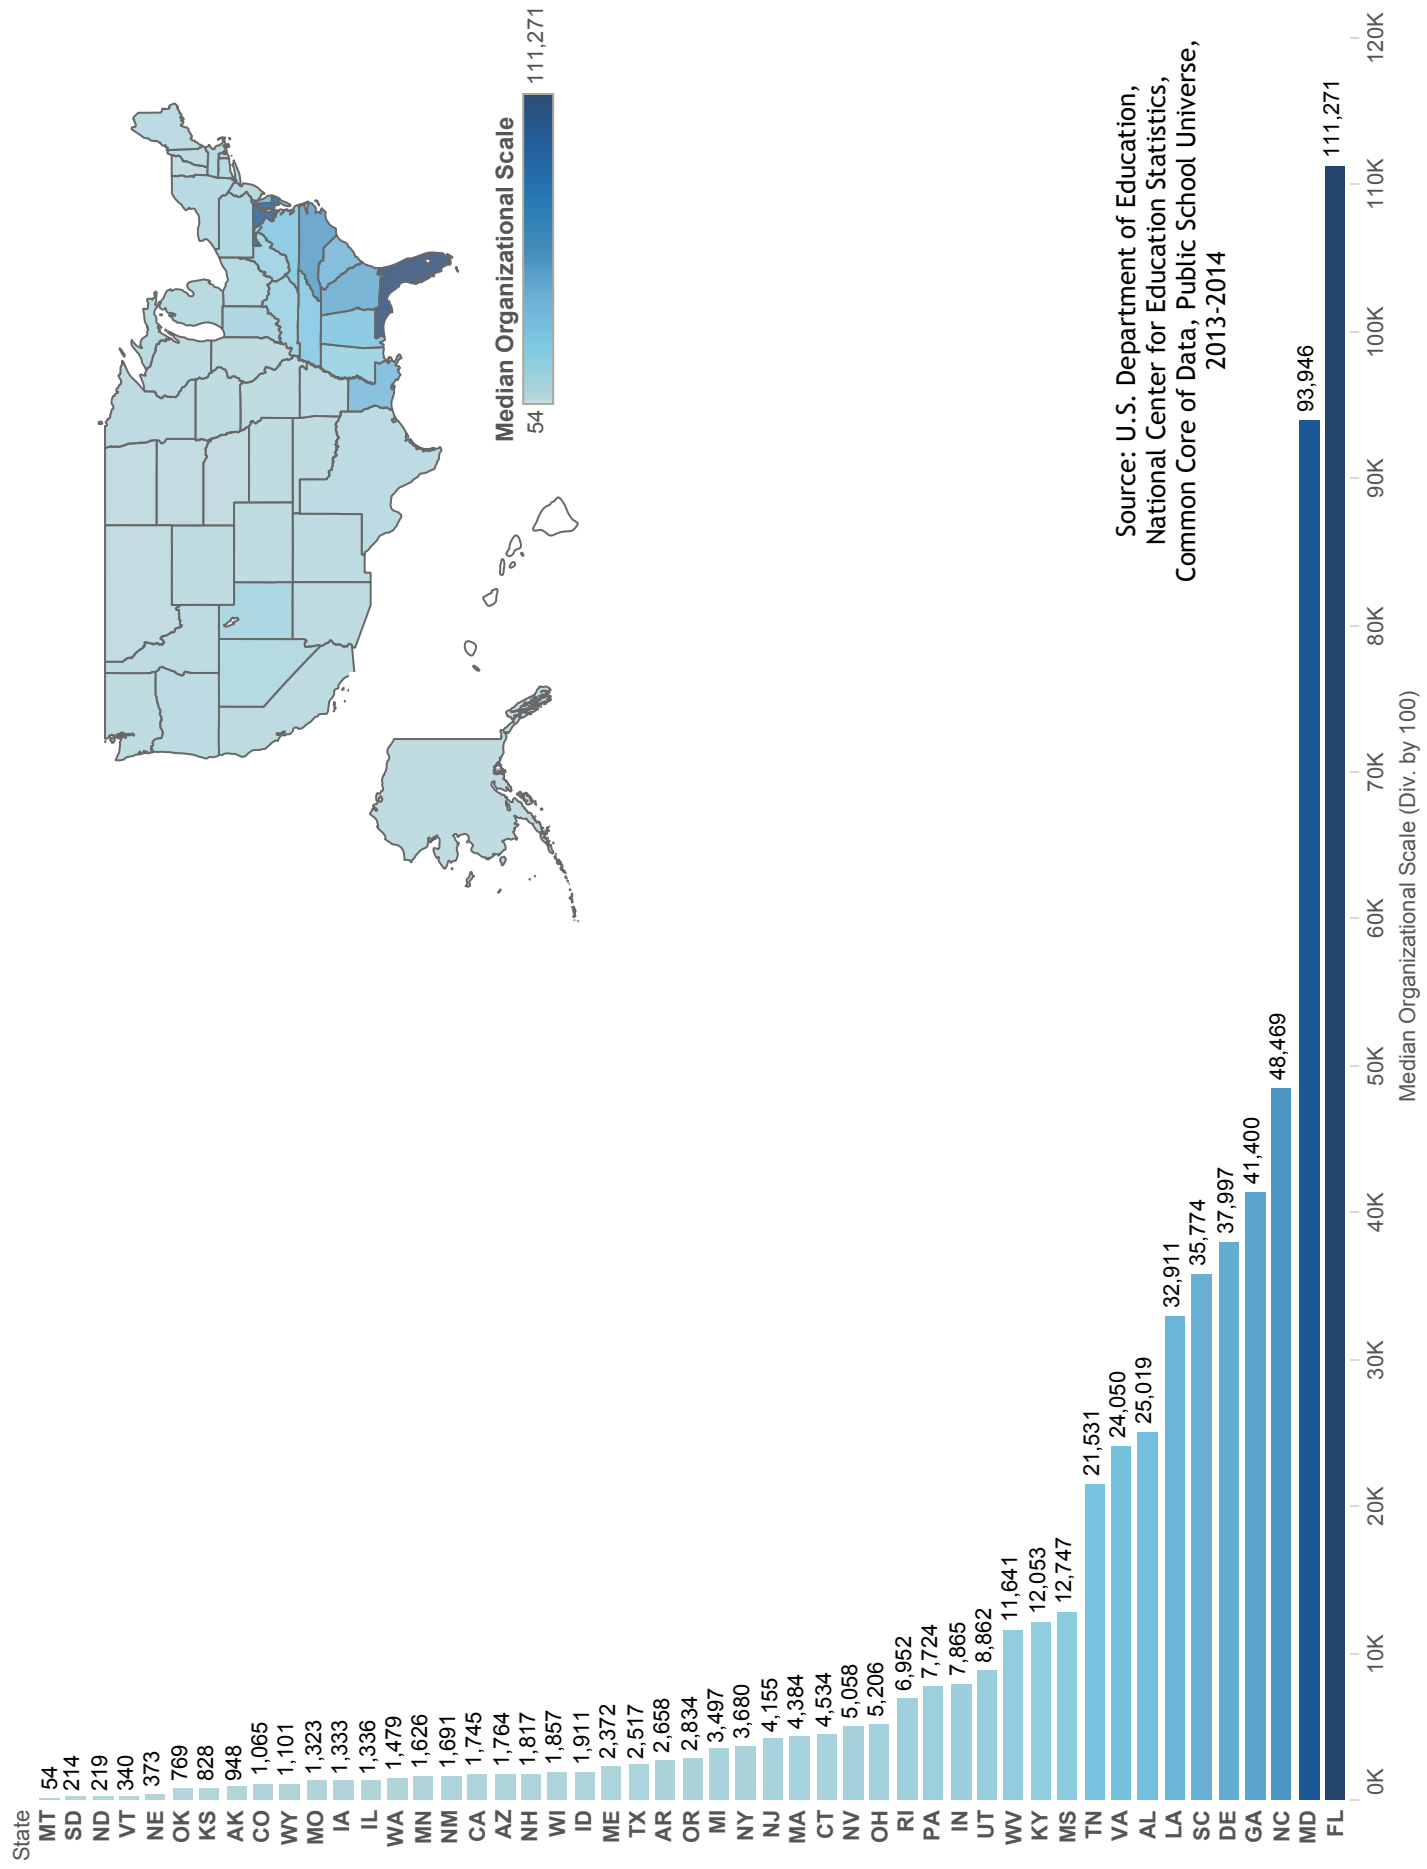 State
MT 54
SD 214
ND 219
VT 340
NE 373
OK 769
KS 828
AK 948
CO 1,065
WY 1,101
MO 1,323
IA 1,333
IL 1,336
WA 1,479
MN 1,626
NM 1,691
CA 1,745
AZ 1,764
NH 1,817
WI 1,857
ID 1,911
ME 2,372
TX 2,517
AR 2,658
OR 2,834
MI 3,497
NY 3,680
NJ 4,155
MA 4,384
CT 4,534
NV 5,058
OH 5,206
RI 6,952
PA 7,724
IN 7,865
UT 8,862
WV 11,641
KY 12,053
MS 12,747
TN 21,531
VA 24,050
AL 25,019
LA 32,911
SC 35,774
DE 37,997
GA 41,400
NC 48,469
MD 93,946
FL 111,271
0K 10K 20K 30K 40K 50K 60K 70K 80K 90K 100K 110K 120K
Median Organizational Scale (Div. by 100)
Median Organizational Scale
54 111,271
Source: U.S. Department of Education,
National Center for Education Statistics,
Common Core of Data, Public School Universe,
2013-2014